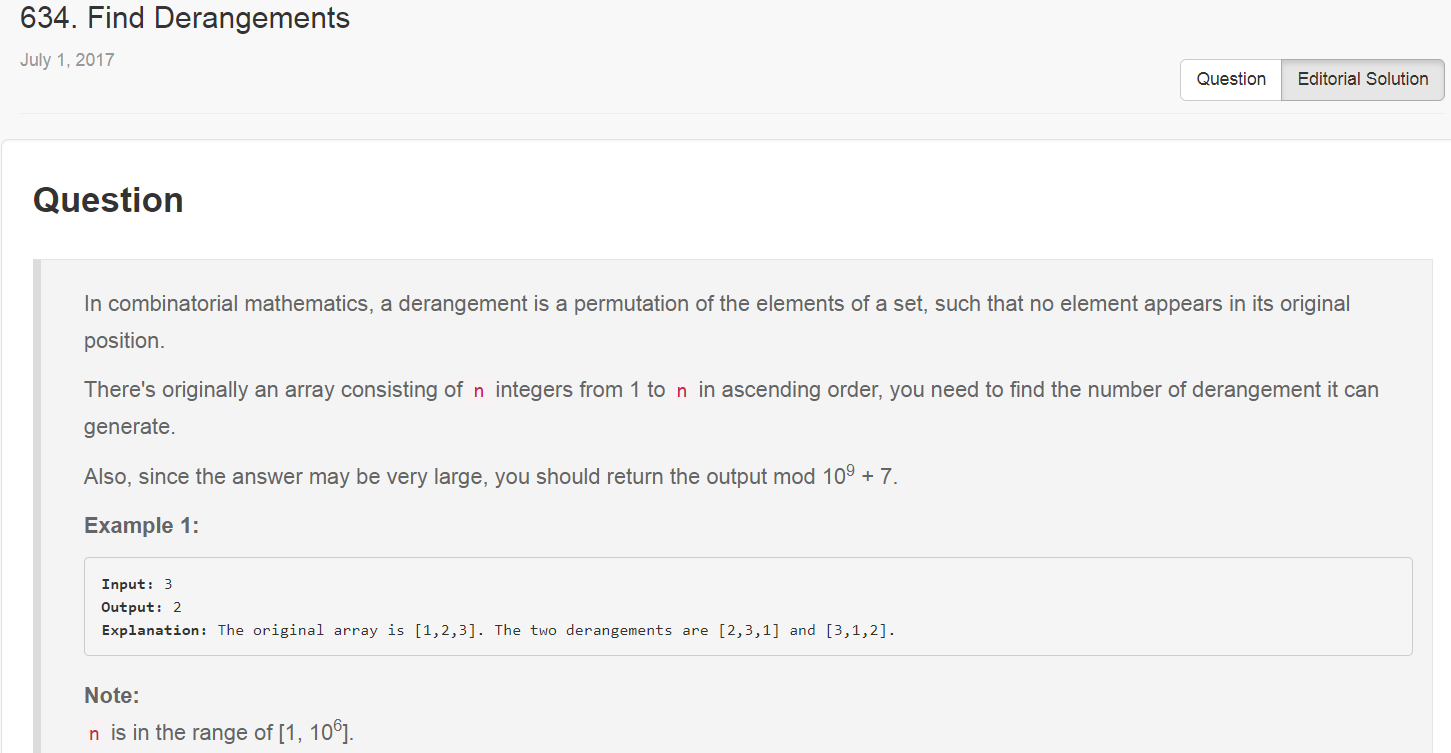 634. Find Derangements
July 1, 2017
Question
Editorial Solution
Question
In combinatorial mathematics, a derangement is a permutation of the elements of a set, such that no element appears in its original
position.
There's originally an array consisting of n integers from 1 to n in ascending order, you need to find the number of derangement it can
generate.
Also, since the answer may be very large, you should return the output mod 10⁹ + 7.
Example 1:
Input: 3
Output: 2
Explanation: The original array is [1,2,3]. The two derangements are [2,3,1] and [3,1,2].
Note:
n is in the range of [1, 10⁶].